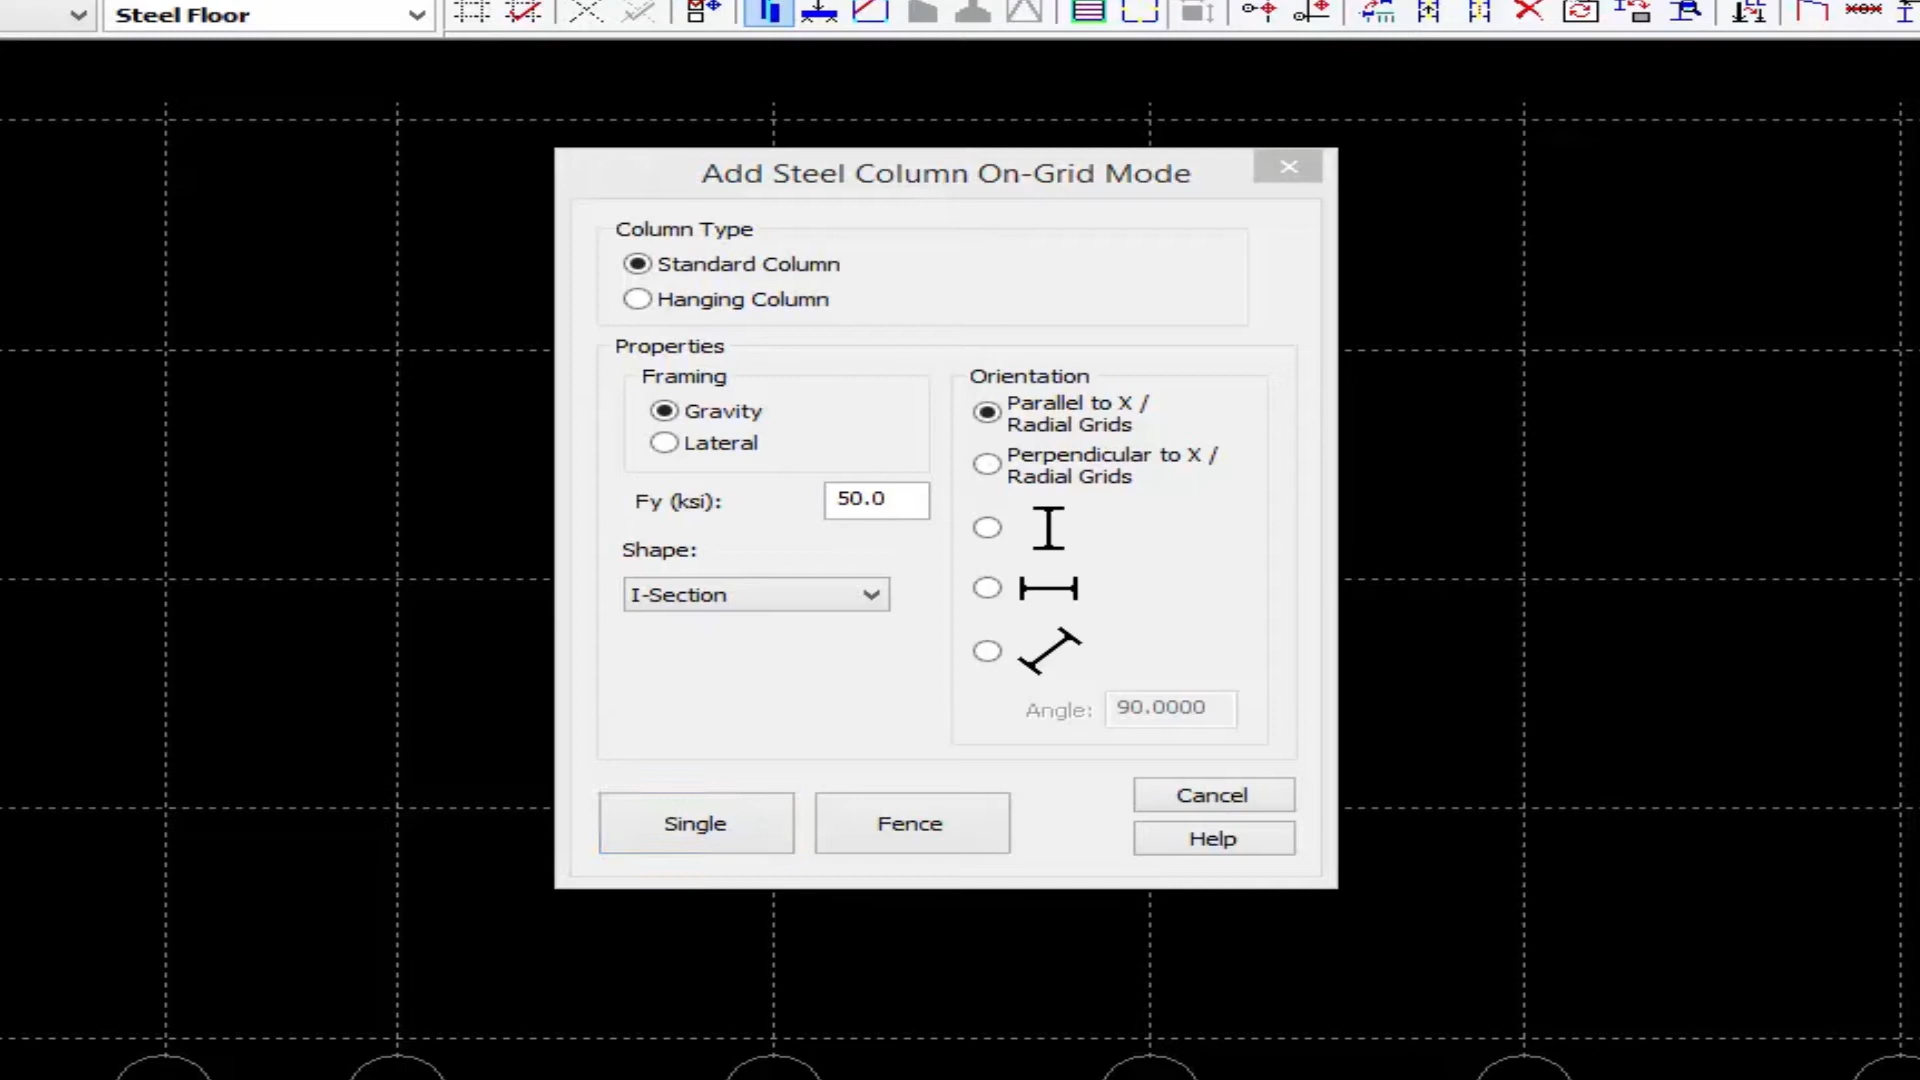 Steel Floor
Add Steel Column On-Grid Mode
Column Type
Standard Column
Hanging Column
Properties
Framing
Gravity
Lateral
Fy (ksi):
50.0
Shape:
I-Section
Orientation
Parallel to X /
Radial Grids
Perpendicular to X /
Radial Grids
Angle:
90.0000
Single
Fence
Cancel
Help